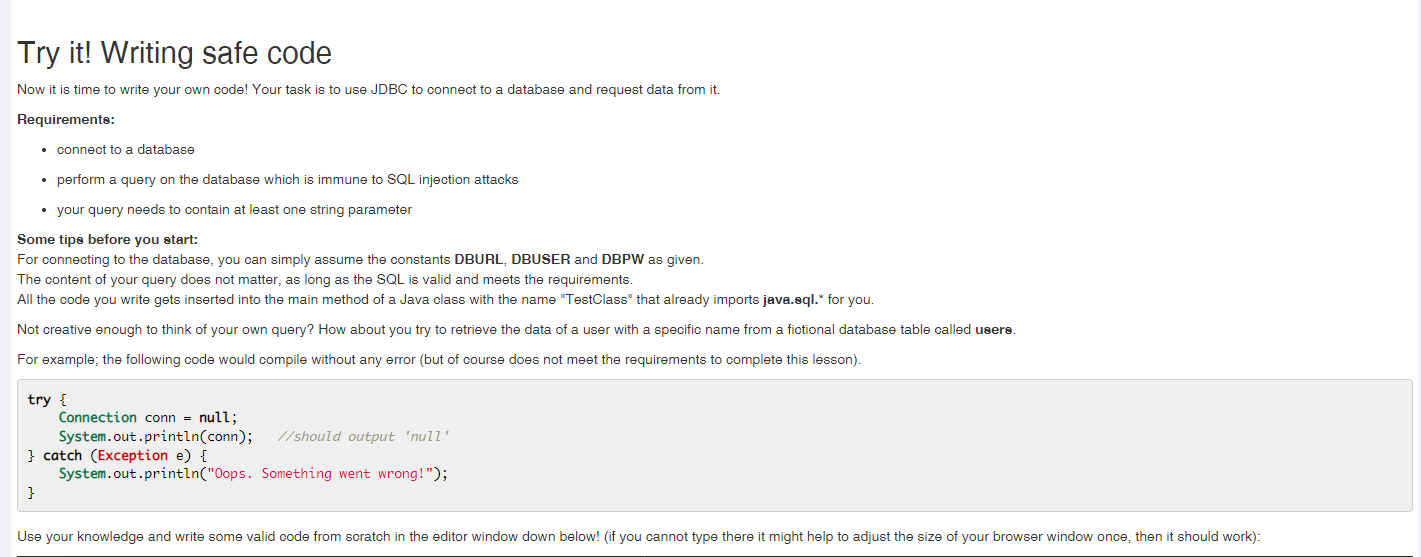 Try it! Writing safe code
Now it is time to write your own code! Your task is to use JDBC to connect to a database and request data from it.
Requirements:
• connect to a database
• perform a query on the database which is immune to SQL injection attacks
• your query needs to contain at least one string parameter
Some tips before you start:
For connecting to the database, you can simply assume the constants DBURL, DBUSER and DBPW as given.
The content of your query does not matter, as long as the SQL is valid and meets the requirements.
All the code you write gets inserted into the main method of a Java class with the name "TestClass" that already imports java.sql.* for you.
Not creative enough to think of your own query? How about you try to retrieve the data of a user with a specific name from a fictional database table called users.
For example; the following code would compile without any error (but of course does not meet the requirements to complete this lesson).
try {
    Connection conn = null;
    System.out.println(conn);   //should output 'null'
} catch (Exception e) {
    System.out.println("Oops. Something went wrong!");
}
Use your knowledge and write some valid code from scratch in the editor window down below! (if you cannot type there it might help to adjust the size of your browser window once, then it should work):